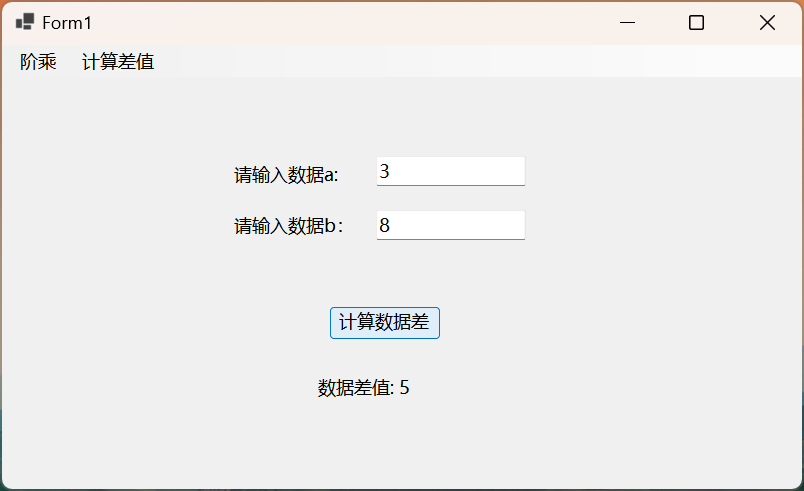 Form1
阶乘 计算差值
请输入数据a: 3
请输入数据b： 8
计算数据差
数据差值: 5